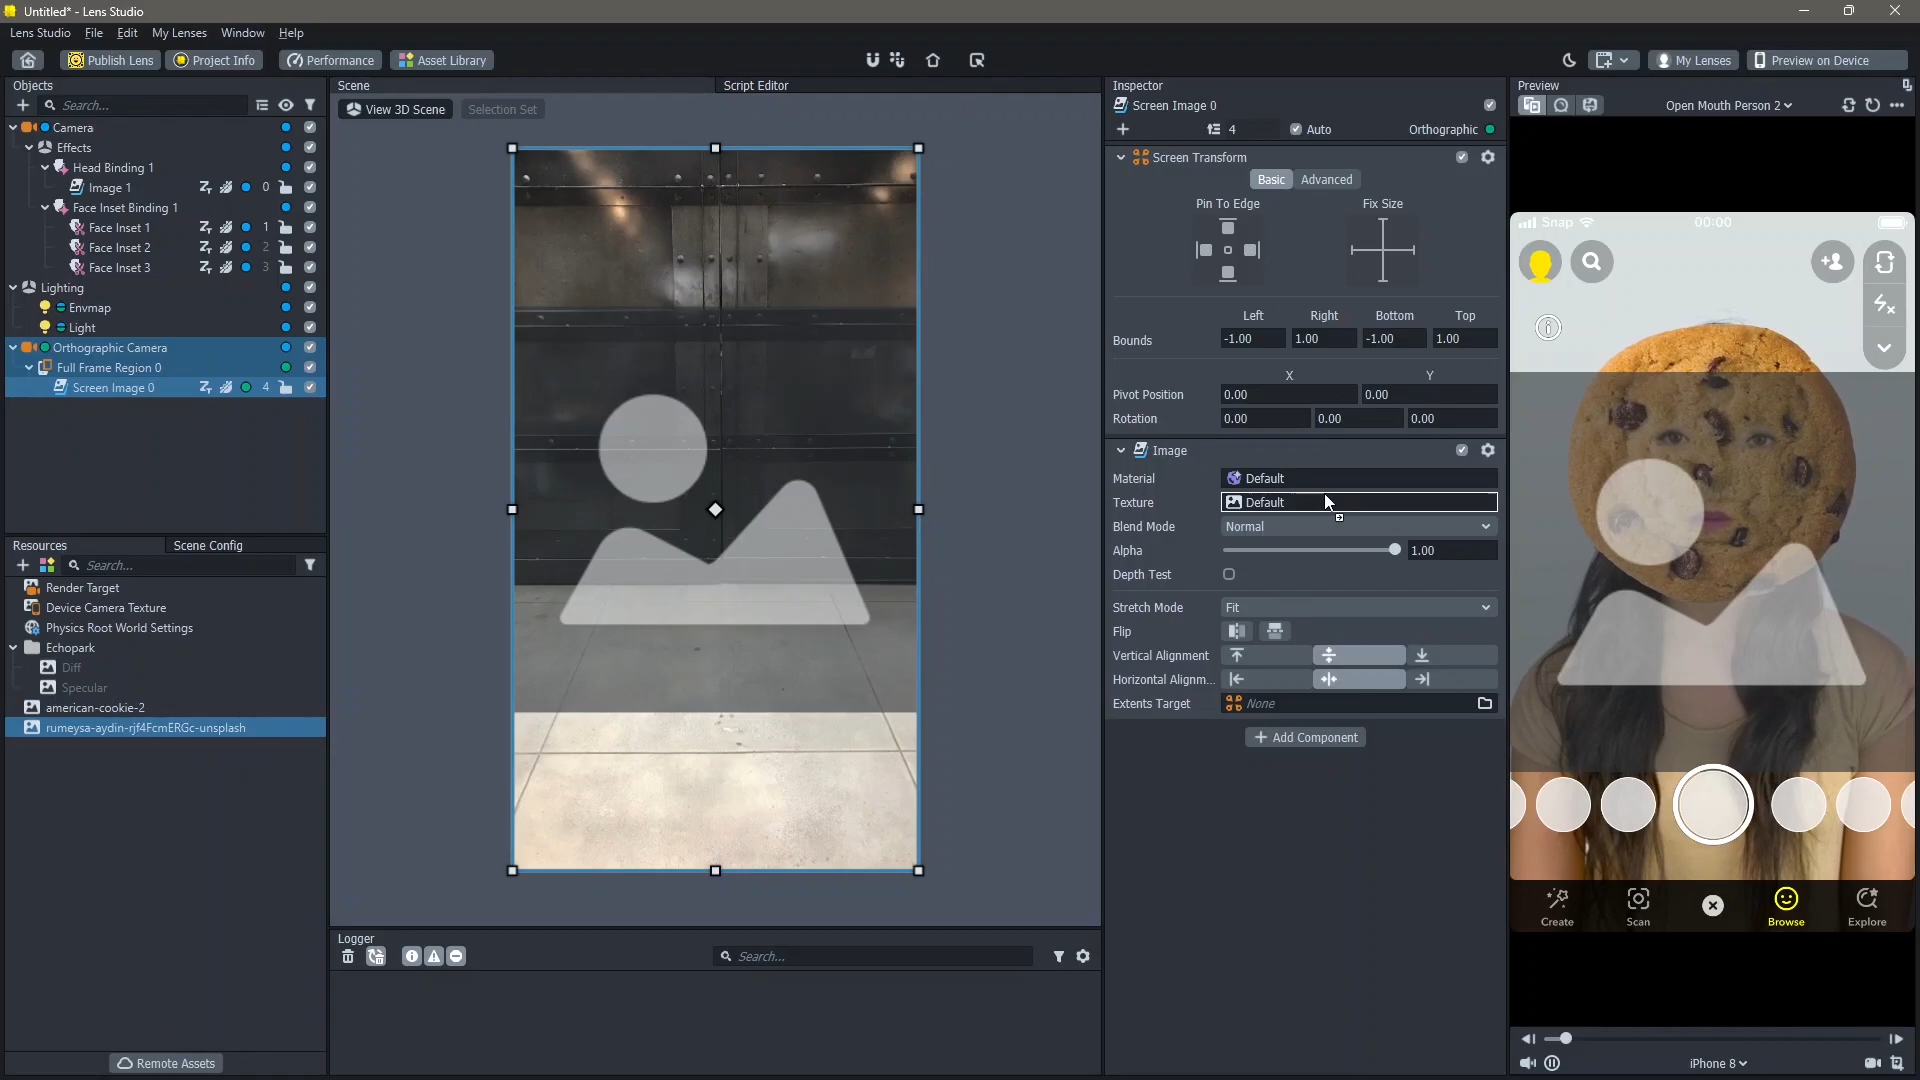 Untitled* - Lens Studio
Lens Studio File Edit My Lenses Window Help
Publish Lens Project Info Performance Asset Library My Lenses Preview on Device
Objects
Search...
Camera
Effects
Head Binding 1
Image 1 0
Face Inset Binding 1
Face Inset 1 1
Face Inset 2 2
Face Inset 3 3
Lighting
Envmap
Light
Orthographic Camera
Full Frame Region 0
Screen Image 0 4
Resources Scene Config
Search...
Render Target
Device Camera Texture
Physics Root World Settings
Echopark
Diff
Specular
american-cookie-2
rumeysa-aydin-rjf4FcmERGc-unsplash
Remote Assets
Scene Script Editor
View 3D Scene Selection Set
Logger
Search...
Inspector
Screen Image 0
4 Auto Orthographic
Screen Transform
Basic Advanced
Pin To Edge Fix Size
Left Right Bottom Top
Bounds -1.00 1.00 -1.00 1.00
X Y
Pivot Position 0.00 0.00
Rotation 0.00 0.00 0.00
Image
Material Default
Texture Default
Blend Mode Normal
Alpha 1.00
Depth Test
Stretch Mode Fit
Flip
Vertical Alignment
Horizontal Alignm...
Extents Target None
Add Component
Preview
Open Mouth Person 2
Snap 00:00
Create Scan Browse Explore
iPhone 8